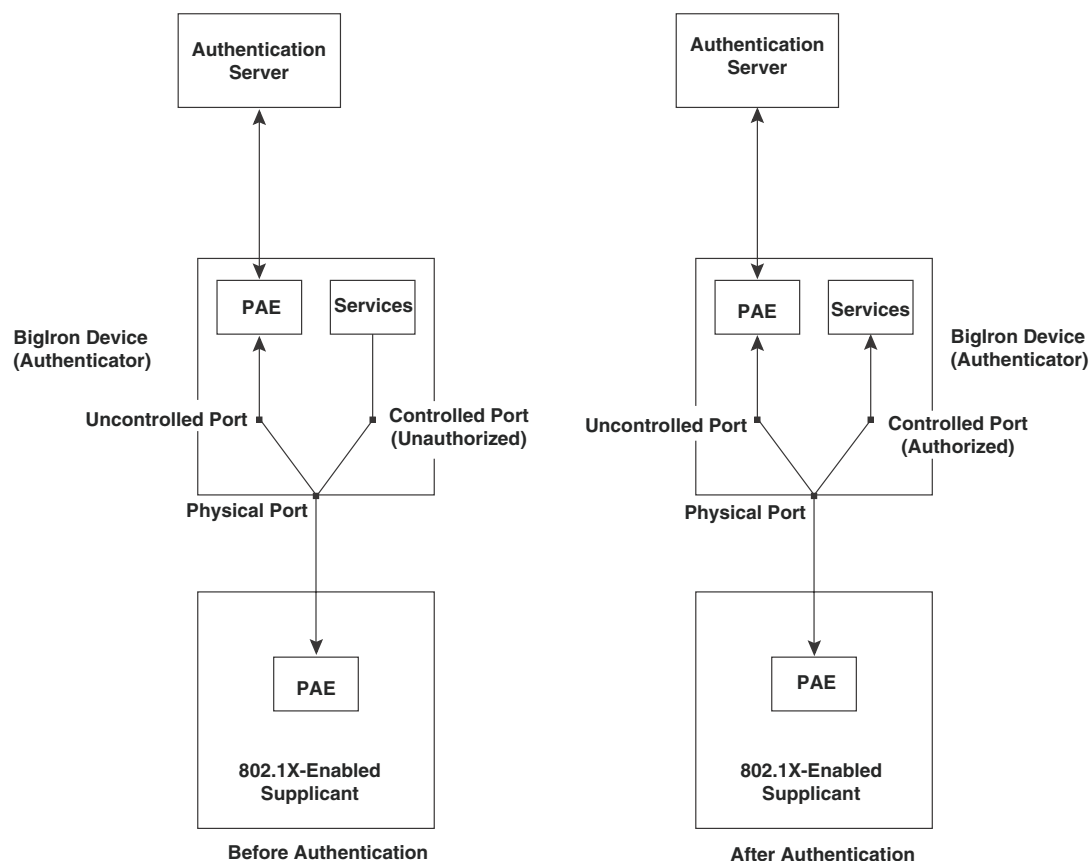 Authentication
Server
PAE
Services
BigIron Device
(Authenticator)
Uncontrolled Port
Controlled Port
(Unauthorized)
Physical Port
PAE
802.1X-Enabled
Supplicant
Before Authentication
Authentication
Server
PAE
Services
BigIron Device
(Authenticator)
Uncontrolled Port
Controlled Port
(Authorized)
Physical Port
PAE
802.1X-Enabled
Supplicant
After Authentication